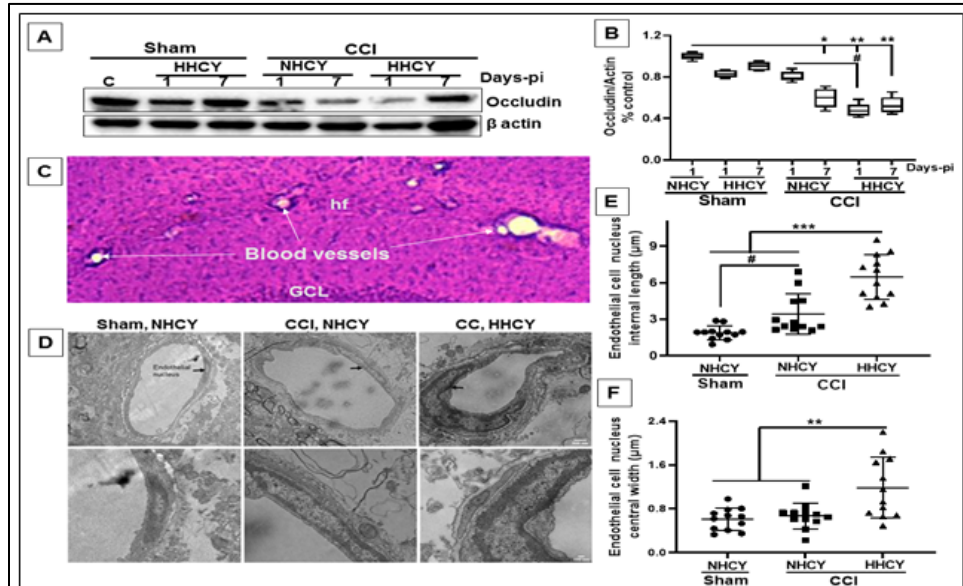 A
Sham
CCI
HHCY
NHCY
HHCY
C 1 7 1 7 1 7 Days-pi
Occludin
β actin
B
Occludin/Actin
% control
1.2
0.8
0.4
0.0
* ** **
#
1 1 7 1 7 1 7 Days-pi
NHCY HHCY NHCY HHCY
Sham CCI
C
hf
Blood vessels
GCL
D
Sham, NHCY CCI, NHCY CC, HHCY
Endothelial
nucleus
E
Endothelial cell nucleus
internal length (µm)
9
6
3
0
***
#
NHCY NHCY HHCY
Sham CCI
F
Endothelial cell nucleus
central width (µm)
2.4
1.6
0.8
0.0
**
NHCY NHCY HHCY
Sham CCI